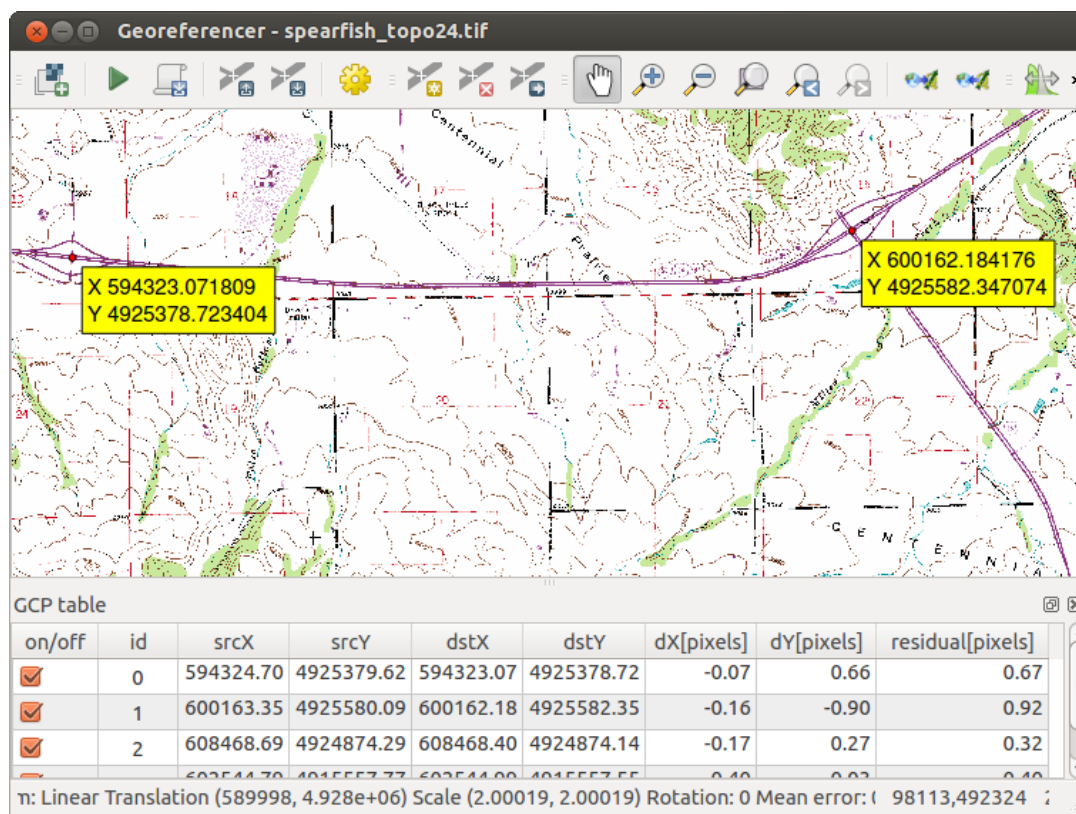 Georeferencer - spearfish_topo24.tif
Centennial
Prairie
17
20
X 594323.071809
Y 4925378.723404
X 600162.184176
Y 4925582.347074
C E N T E N N I A
GCP table
on/off id srcX srcY dstX dstY dX[pixels] dY[pixels] residual[pixels]
0 594324.70 4925379.62 594323.07 4925378.72 -0.07 0.66 0.67
1 600163.35 4925580.09 600162.18 4925582.35 -0.16 -0.90 0.92
2 608468.69 4924874.29 608468.40 4924874.14 -0.17 0.27 0.32
m: Linear Translation (589998, 4.928e+06) Scale (2.00019, 2.00019) Rotation: 0 Mean error: ( 98113,492324